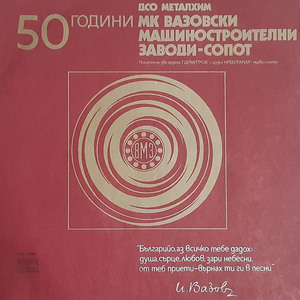 ДСО МЕТАЛХИМ
50 ГОДИНИ МК ВАЗОВСКИ
МАШИНОСТРОИТЕЛНИ
ЗАВОДИ-СОПОТ
ВМЗ
"Българийо, аз всичко тебе дадох:
душа, сърце, любов, зари небесни,
от теб приети-върнах ти ги в песни"
И. Вазов